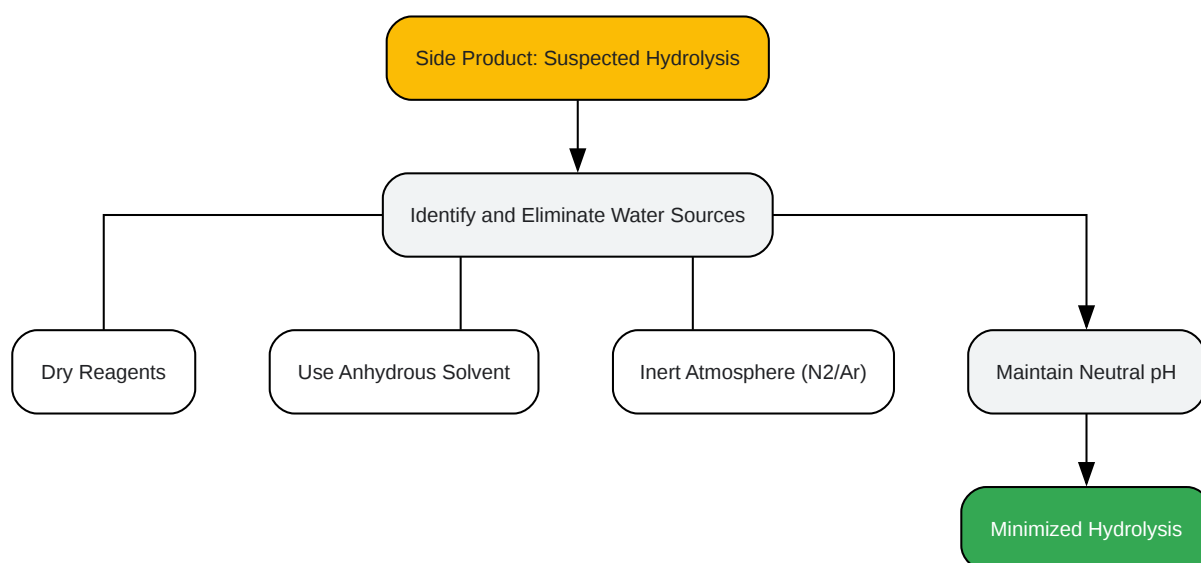 Side Product: Suspected Hydrolysis
Identify and Eliminate Water Sources
Dry Reagents
Use Anhydrous Solvent
Inert Atmosphere (N2/Ar)
Maintain Neutral pH
Minimized Hydrolysis